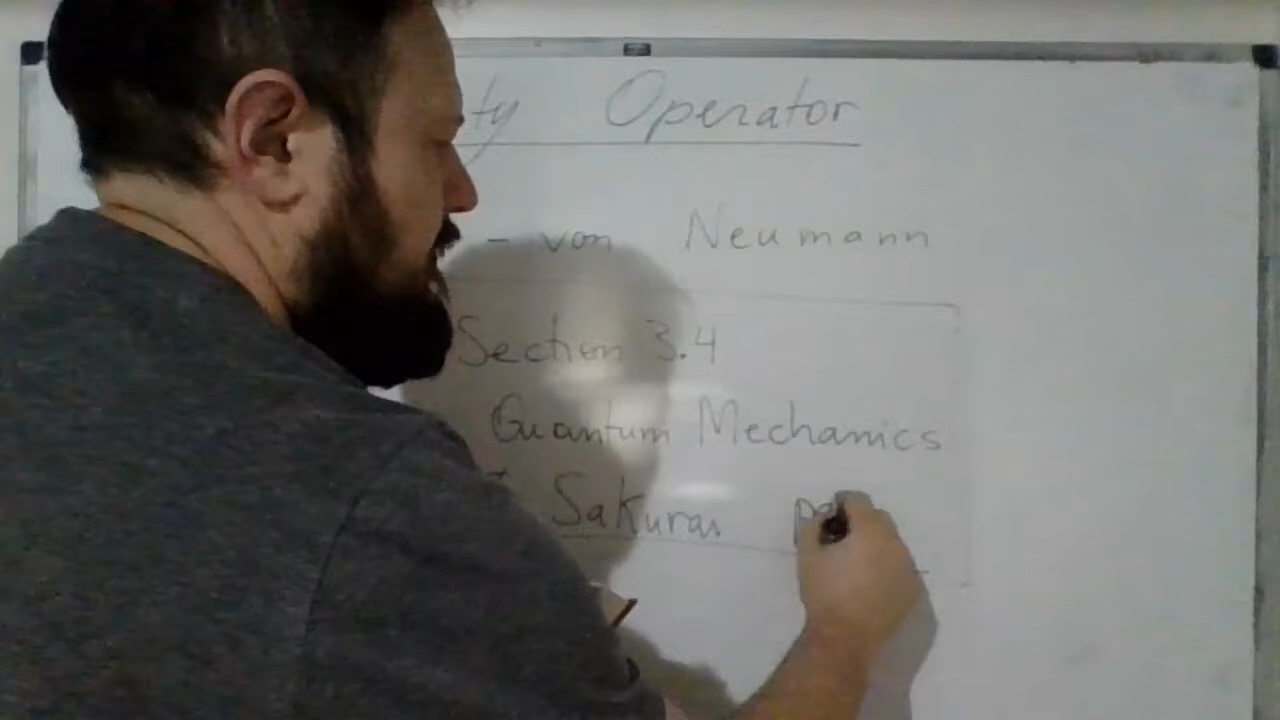 ty Operator
- von Neumann
Section 3.4
Quantum Mechanics
Sakurai